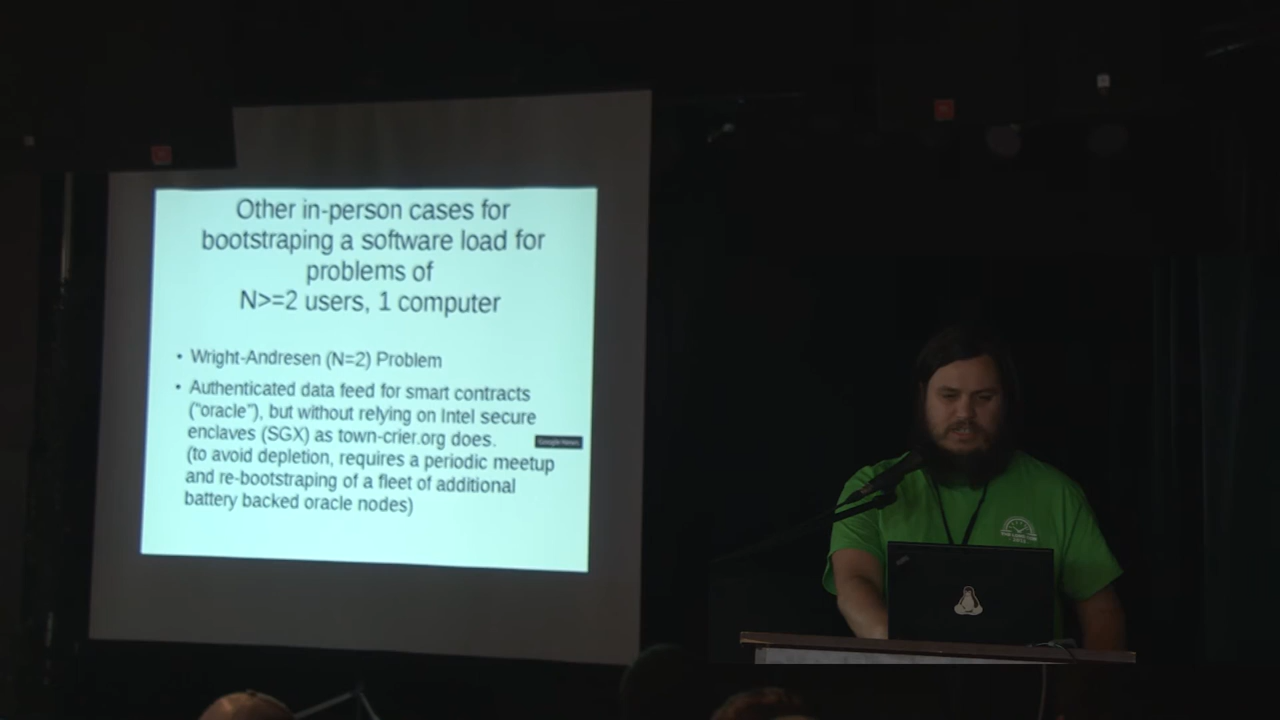 Other in-person cases for
bootstraping a software load for
problems of
N>=2 users, 1 computer
• Wright-Andresen (N=2) Problem
• Authenticated data feed for smart contracts
("oracle"), but without relying on Intel secure
enclaves (SGX) as town-crier.org does.
Google News
(to avoid depletion, requires a periodic meetup
and re-bootstraping of a fleet of additional
battery backed oracle nodes)